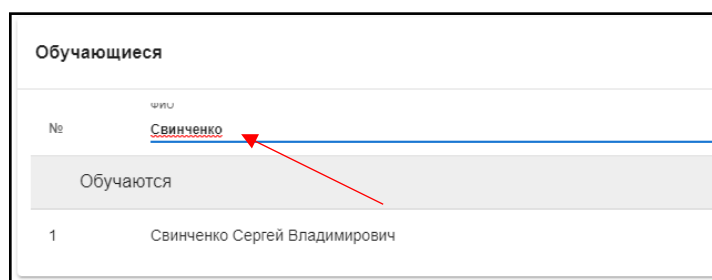 Обучающиеся
ФИО
№
Свинченко
Обучаются
1 Свинченко Сергей Владимирович